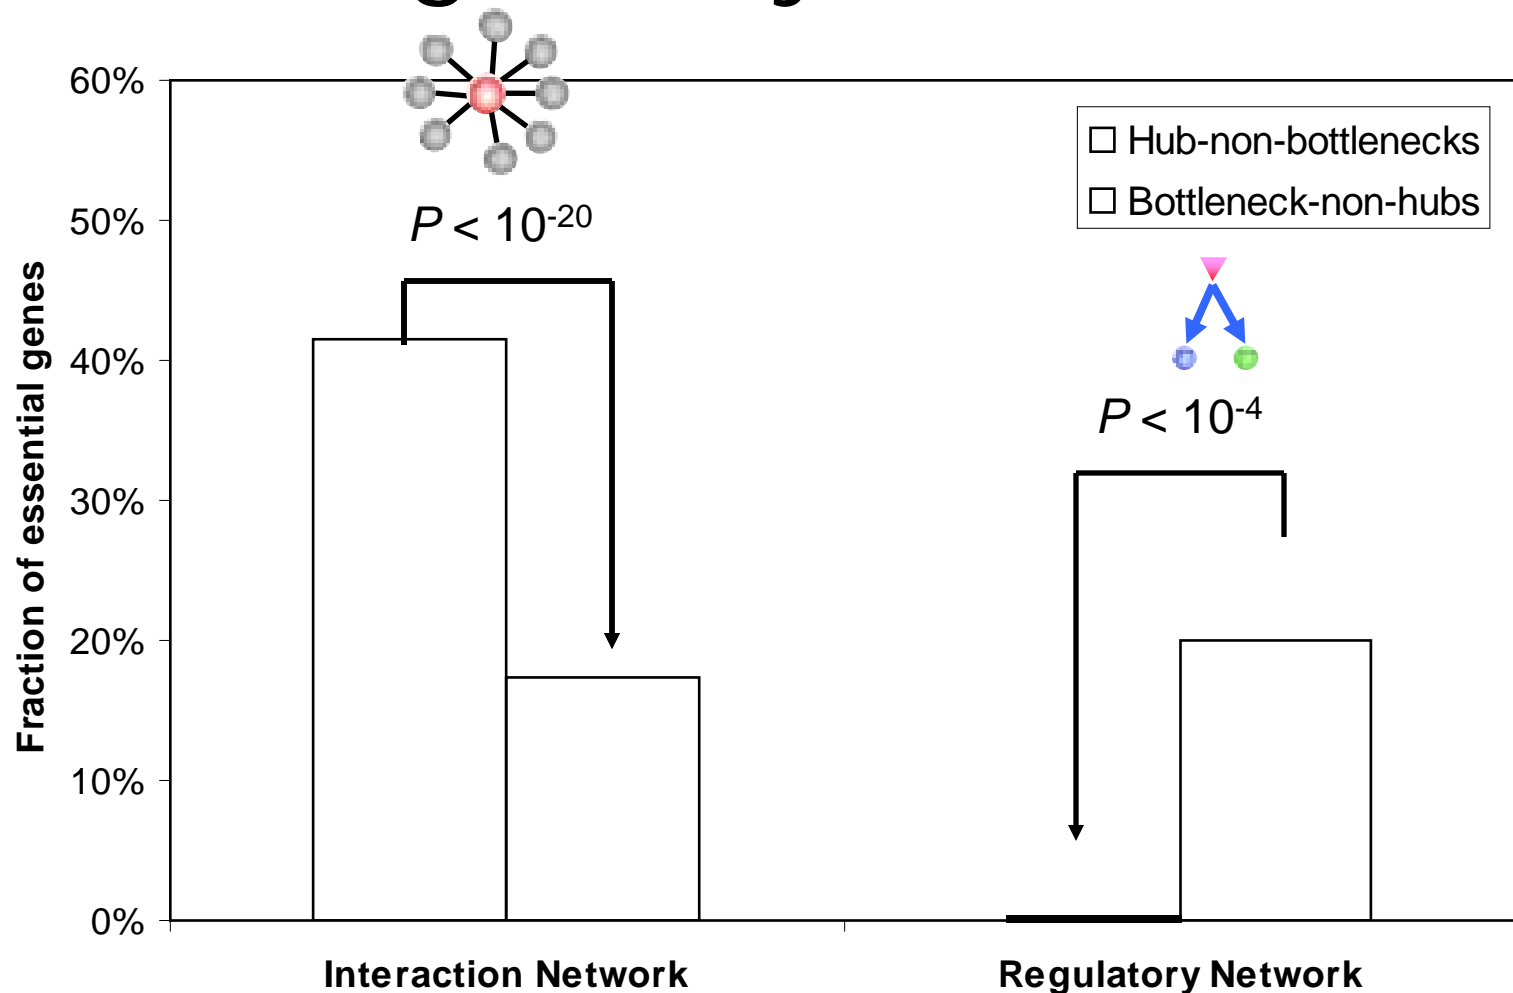 60%
50%
40%
30%
20%
10%
0%
Fraction of essential genes
P < 10-20
Hub-non-bottlenecks
Bottleneck-non-hubs
P < 10-4
Interaction Network
Regulatory Network